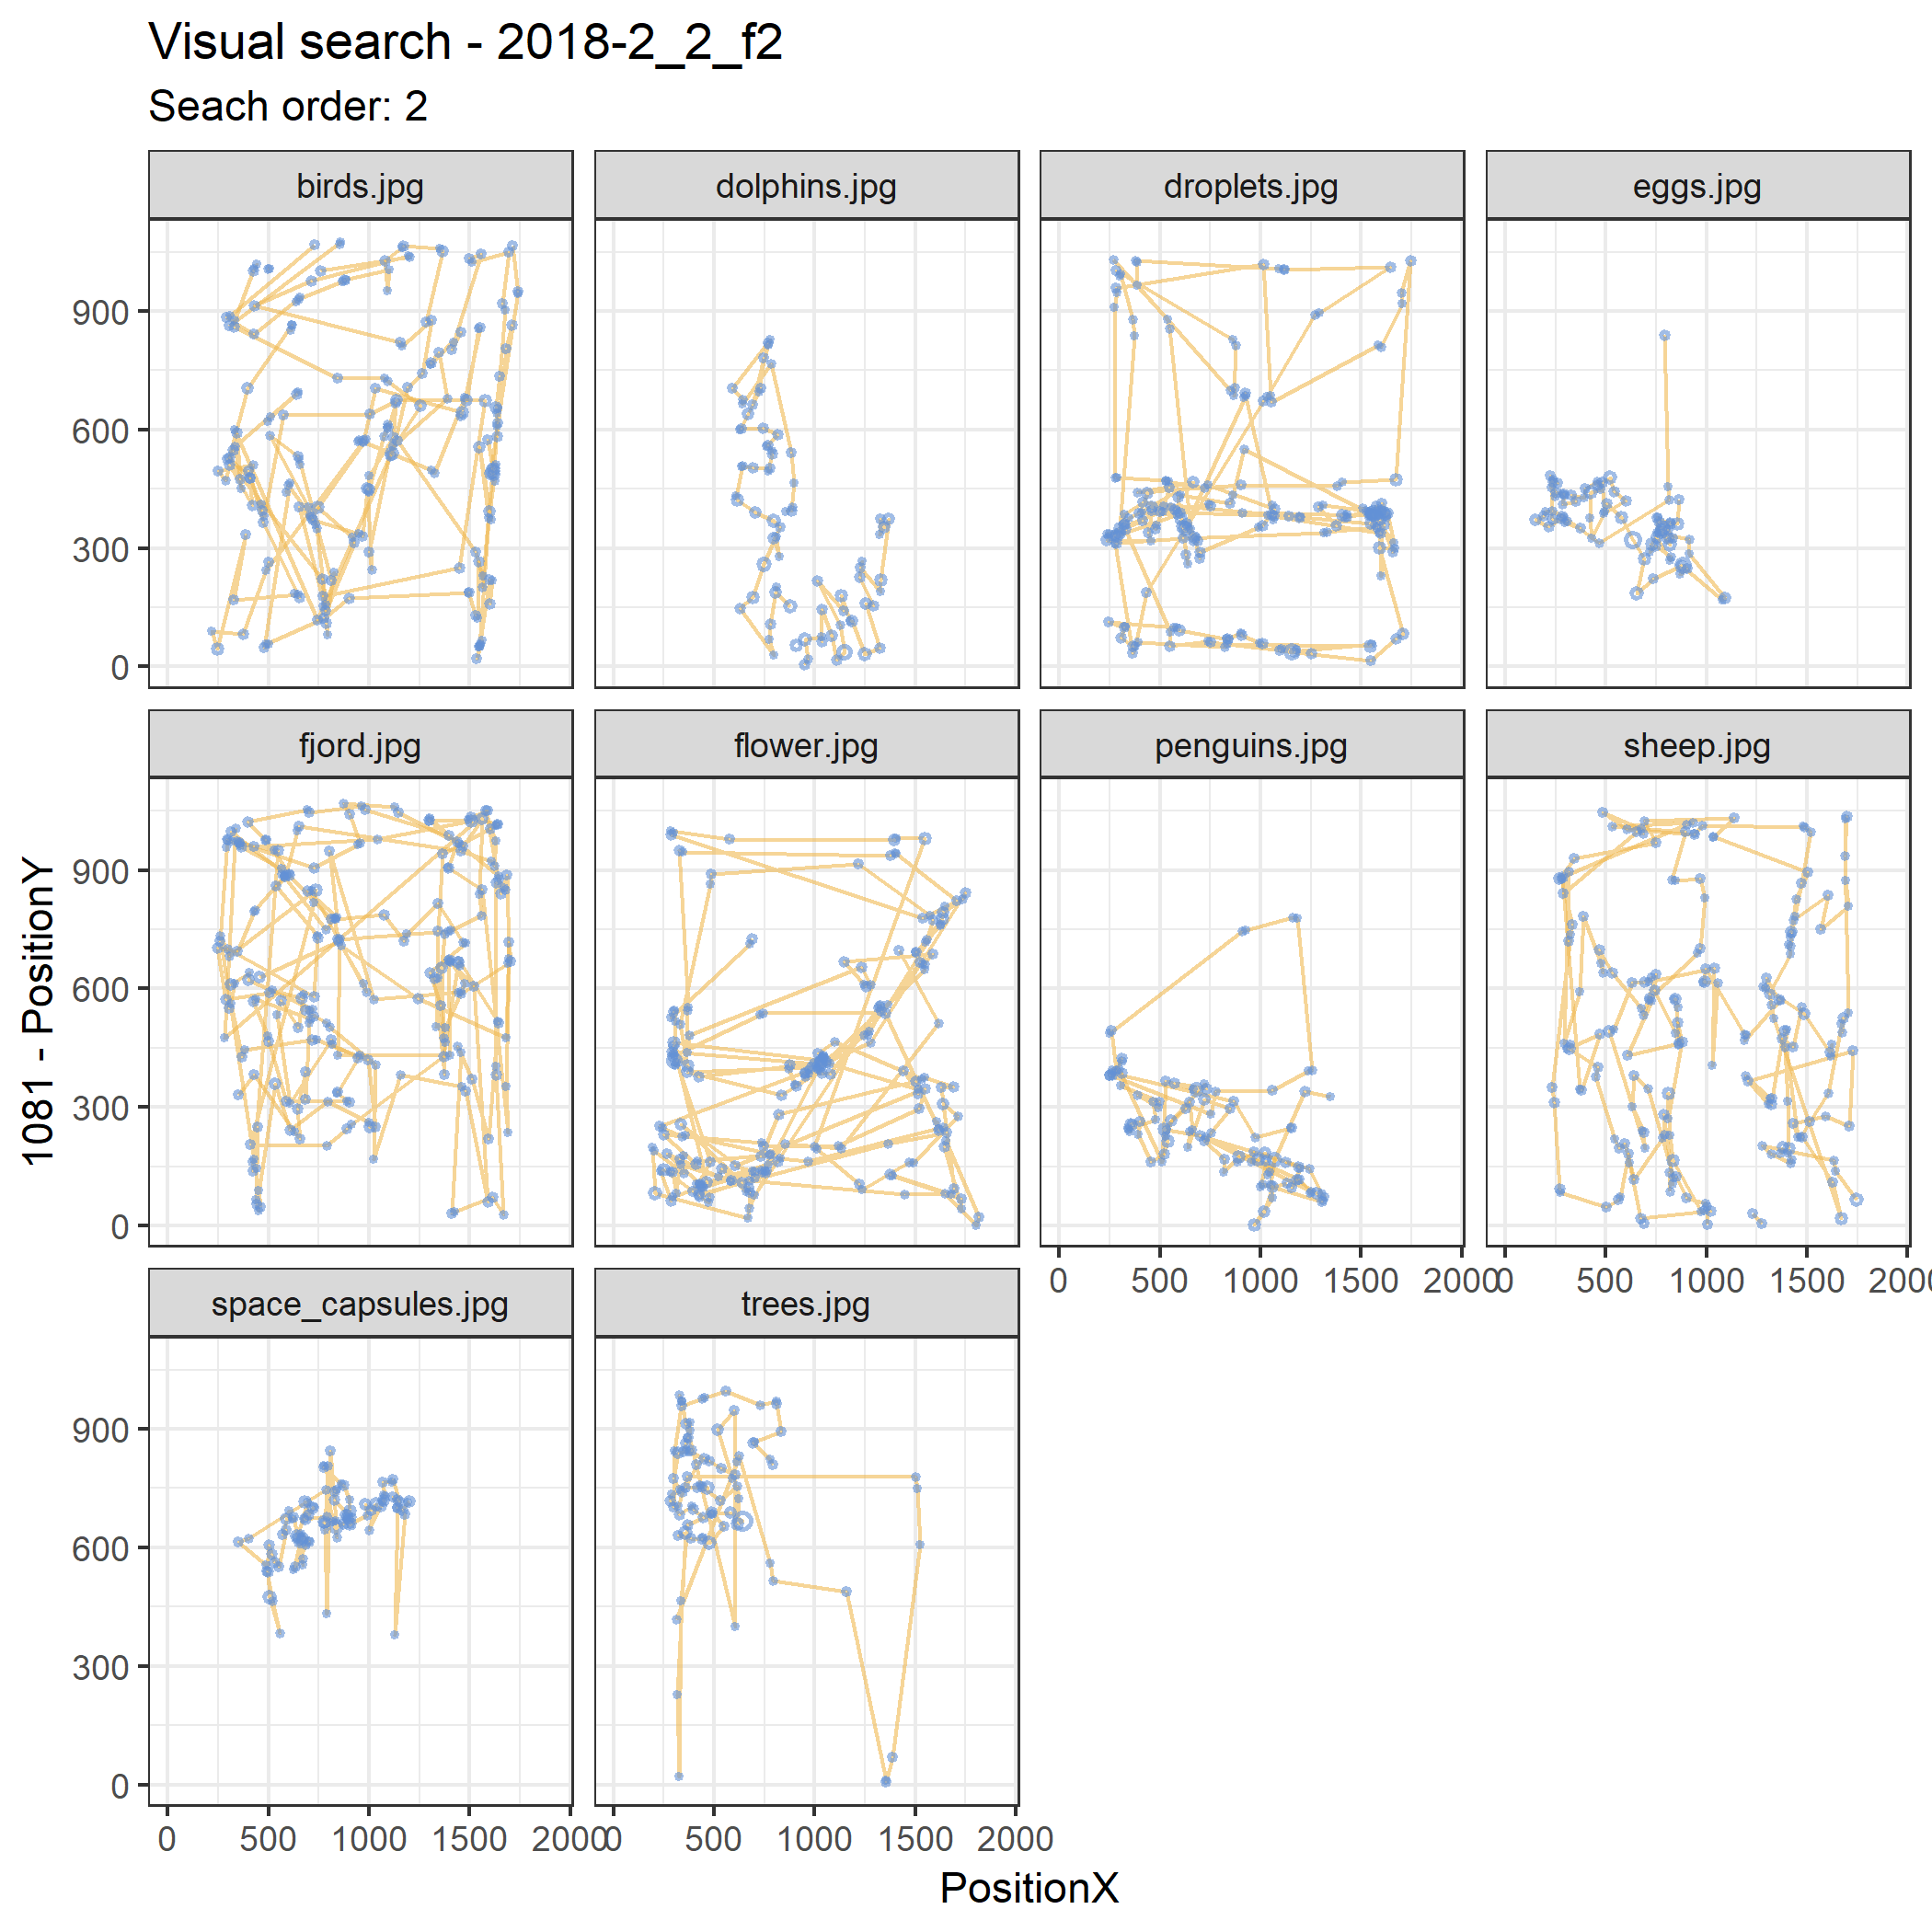 Visual search - 2018-2_2_f2
Seach order: 2
birds.jpg
dolphins.jpg
droplets.jpg
eggs.jpg
900
600
300
0
fjord.jpg
flower.jpg
penguins.jpg
sheep.jpg
900
600
300
0
0 500 1000 1500 2000
0 500 1000 1500 2000
space_capsules.jpg
trees.jpg
900
600
300
0
0 500 1000 1500 2000
0 500 1000 1500 2000
1081 - PositionY
PositionX